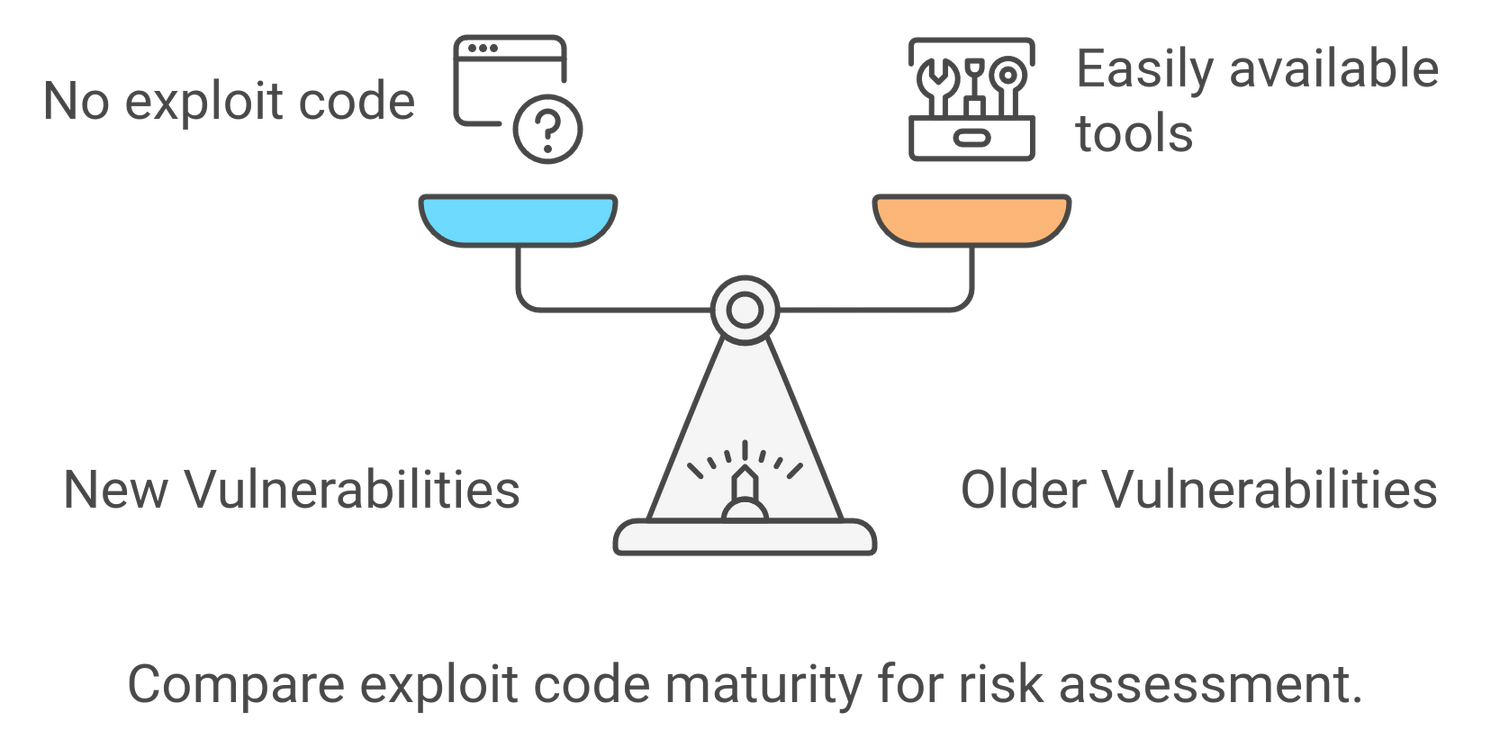 No exploit code
Easily available
tools
New Vulnerabilities
Older Vulnerabilities
Compare exploit code maturity for risk assessment.